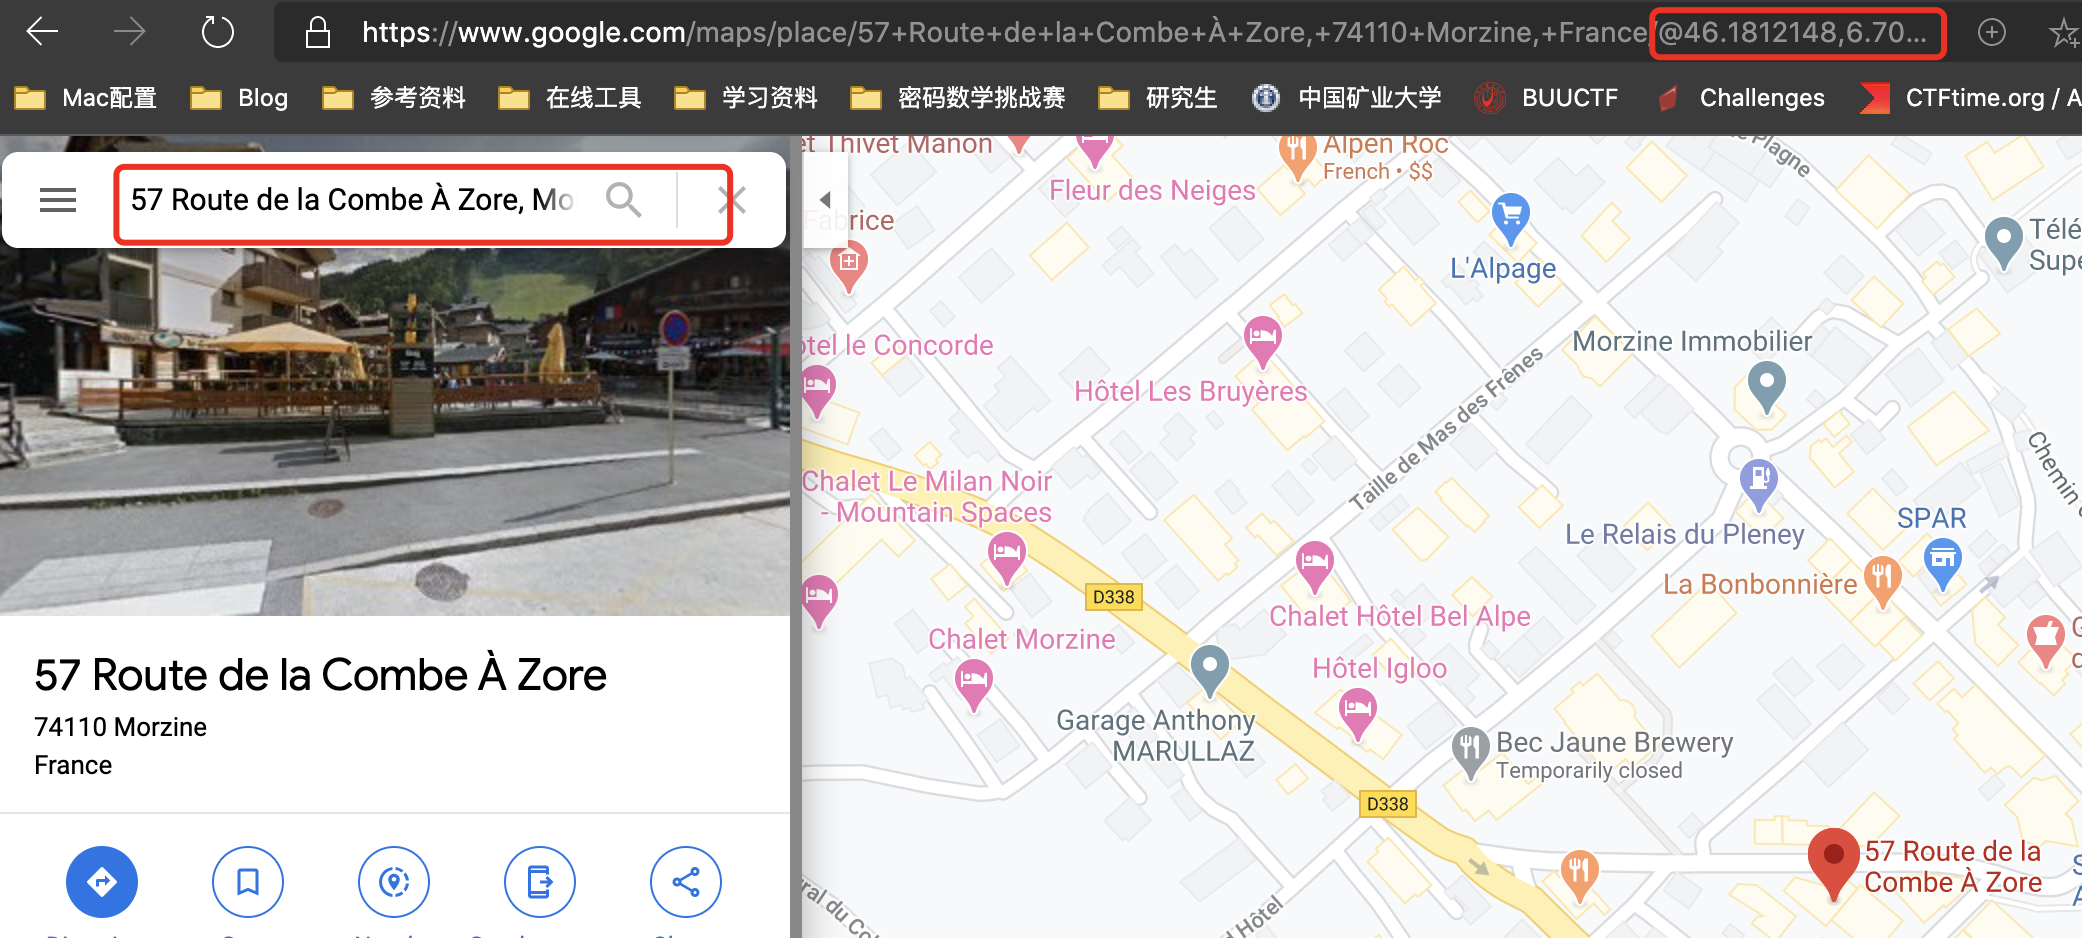 https://www.google.com/maps/place/57+Route+de+la+Combe+À+Zore,+74110+Morzine,+France/@46.1812148,6.70...
Mac配置 Blog 参考资料 在线工具 学习资料 密码数学挑战赛 研究生 中国矿业大学 BUUCTF Challenges CTFtime.org / A
57 Route de la Combe À Zore, Mo
57 Route de la Combe À Zore
74110 Morzine
France
et Thivet Manon
Fleur des Neiges
Alpen Roc
French • $$
Plagne
Fabrice
L'Alpage
Télé
Supe
tel le Concorde
Hôtel Les Bruyères
Taille de Mas des Frênes
Morzine Immobilier
Chemin
Chalet Le Milan Noir
- Mountain Spaces
Le Relais du Pleney
SPAR
La Bonbonnière
D338
Chalet Hôtel Bel Alpe
Chalet Morzine
Hôtel Igloo
Garage Anthony
MARULLAZ
Bec Jaune Brewery
Temporarily closed
D338
57 Route de la
Combe À Zore
ral du Co
d'Hôtel